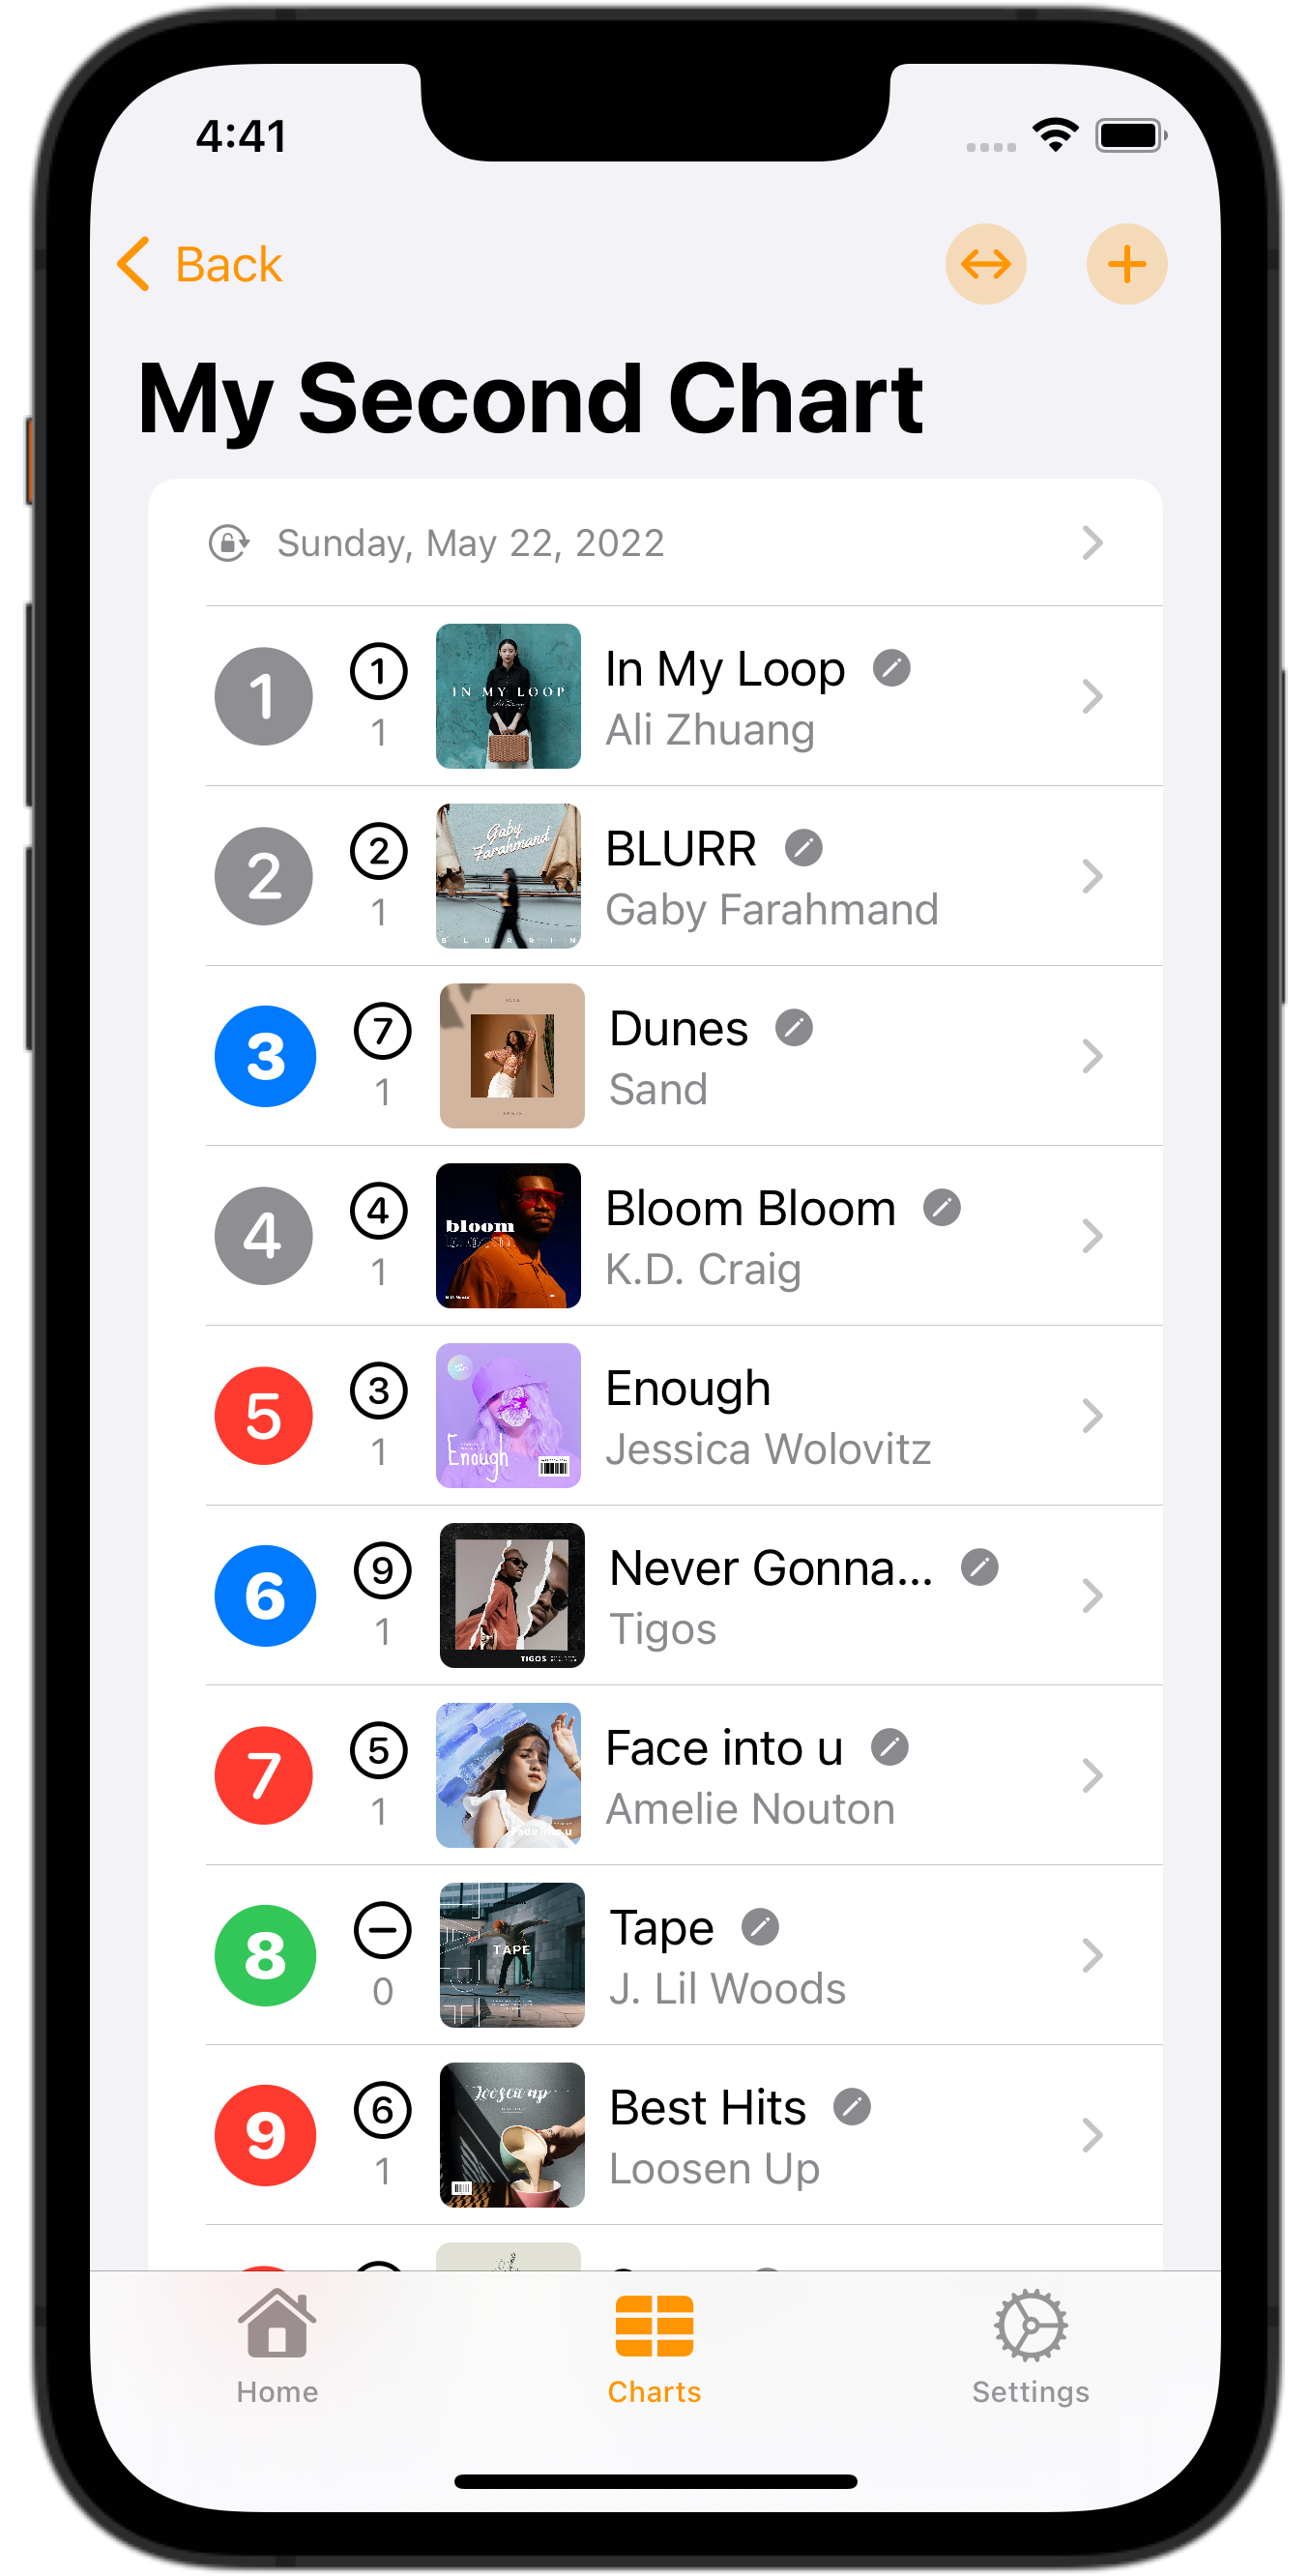 4:41
Back
My Second Chart
Sunday, May 22, 2022
1
1
1
IN MY LOOP
In My Loop
Ali Zhuang
2
2
1
Gaby
Farahmand
B L U R R I N
BLURR
Gaby Farahmand
3
7
1
Dunes
Sand
4
4
1
bloom
Bloom Bloom
K.D. Craig
5
3
1
Enough
Enough
Jessica Wolovitz
6
9
1
TIGOS
Never Gonna...
Tigos
7
5
1
Face into u
Amelie Nouton
8
0
TAPE
Tape
J. Lil Woods
9
6
1
Loosen up
Best Hits
Loosen Up
Home
Charts
Settings